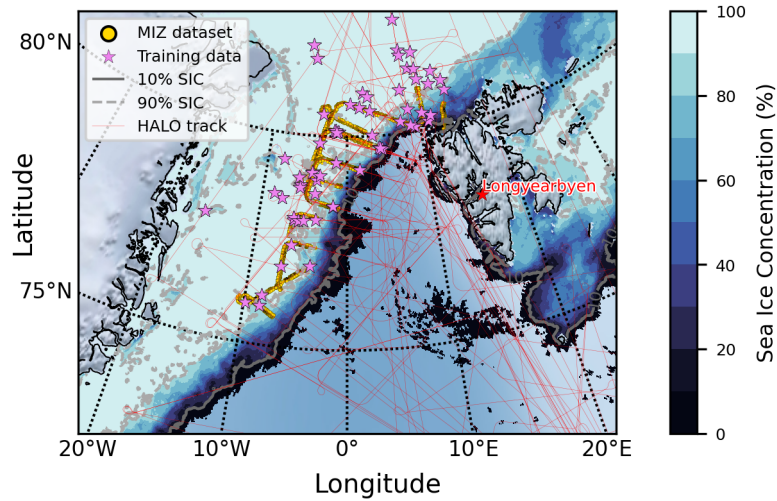 80°N
75°N
Latitude
MIZ dataset
Training data
10% SIC
90% SIC
HALO track
Longyearbyen
20°W
10°W
0°
10°E
20°E
Longitude
100
80
60
40
20
0
Sea Ice Concentration (%)